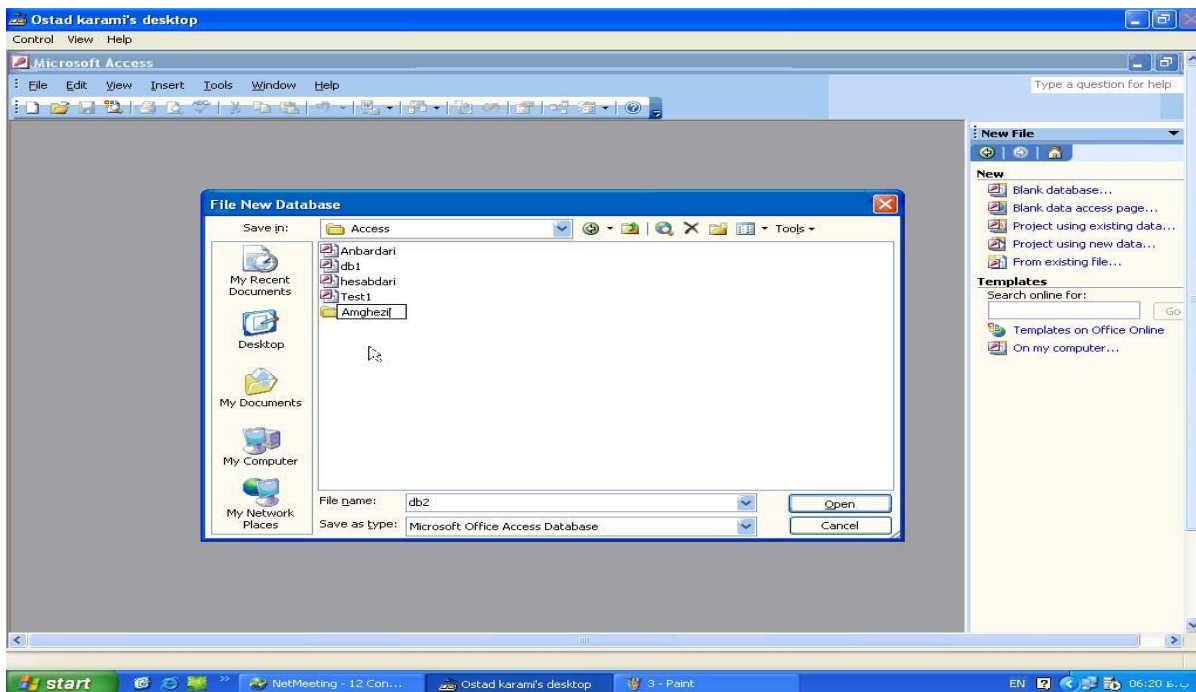 Ostad karami's desktop
Control View Help
Microsoft Access
File Edit View Insert Tools Window Help
Type a question for help
New File
New
Blank database...
Blank data access page...
Project using existing data...
Project using new data...
From existing file...
Templates
Search online for:
Go
Templates on Office Online
On my computer...
File New Database
Save in: Access
Tools
My Recent Documents
Desktop
My Documents
My Computer
My Network Places
Anbardari
db1
hesabdari
Test1
Amghezi
File name: db2
Open
Save as type: Microsoft Office Access Database
Cancel
start
NetMeeting - 12 Con...
Ostad karami's desktop
3 - Paint
EN
06:20 ب.ظ